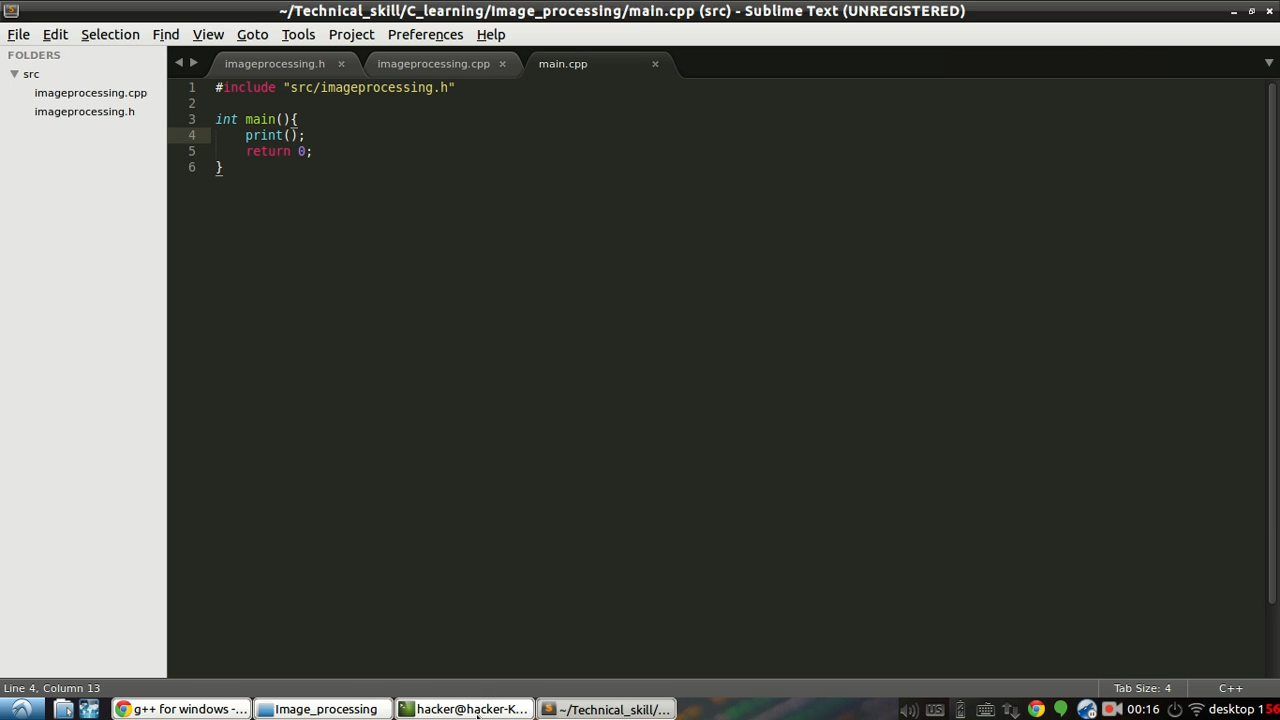 ~/Technical_skill/C_learning/Image_processing/main.cpp (src) - Sublime Text (UNREGISTERED)
File Edit Selection Find View Goto Tools Project Preferences Help
FOLDERS
src
imageprocessing.cpp
imageprocessing.h
imageprocessing.h × imageprocessing.cpp × main.cpp ×
1 #include "src/imageprocessing.h"
2
3 int main(){
4 print();
5 return 0;
6 }
Line 4, Column 13 Tab Size: 4 C++
g++ for windows -... Image_processing hacker@hacker-K... ~/Technical_skill/... US 00:16 desktop 1 56